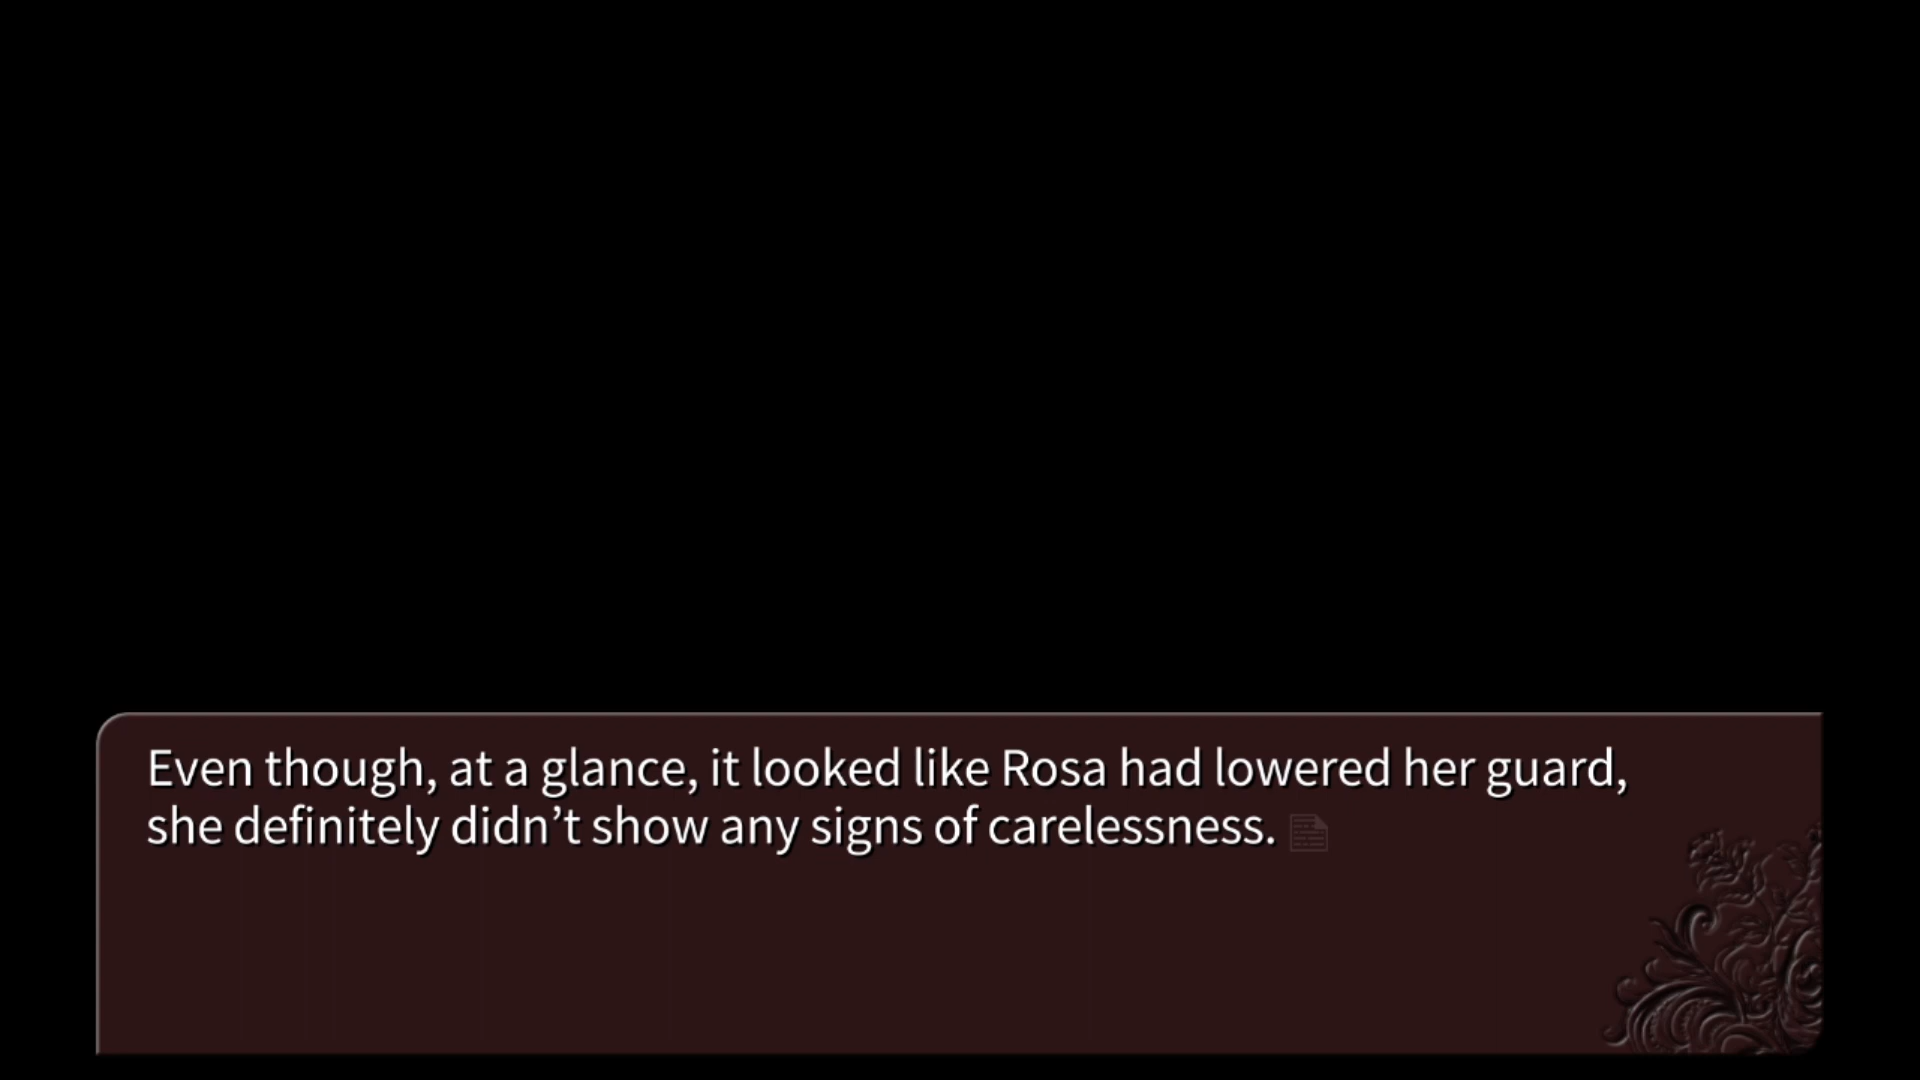 Even though, at a glance, it looked like Rosa had lowered her guard,
she definitely didn’t show any signs of carelessness.